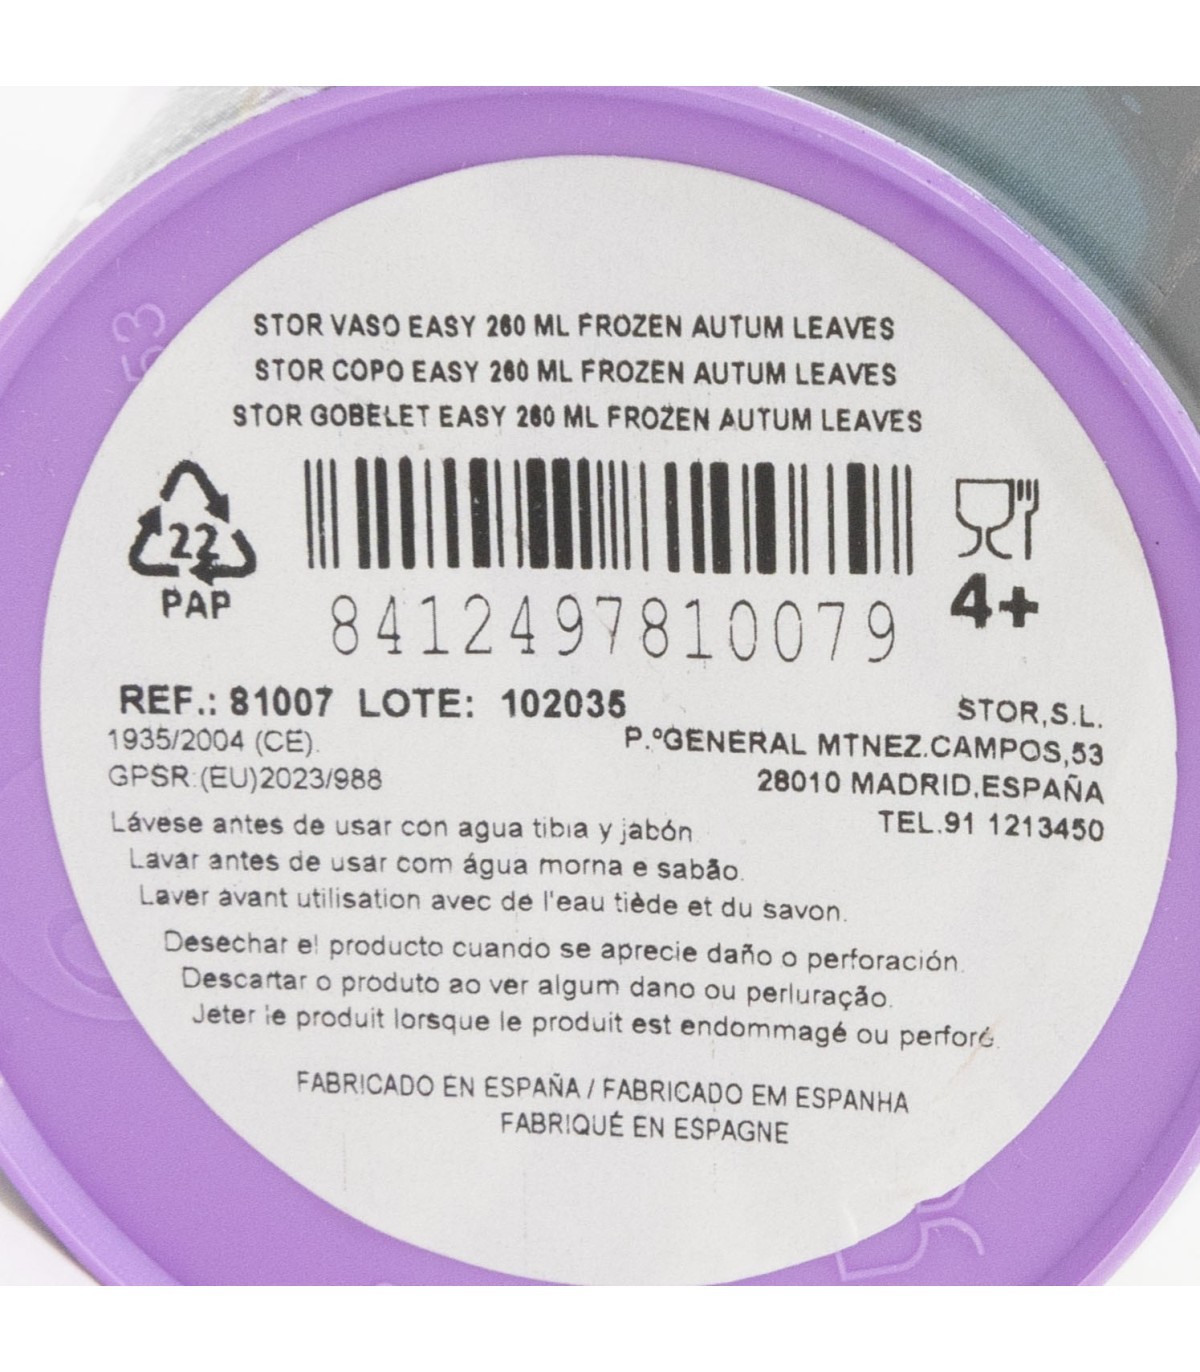 STOR VASO EASY 260 ML FROZEN AUTUM LEAVES
STOR COPO EASY 260 ML FROZEN AUTUM LEAVES
STOR GOBELET EASY 260 ML FROZEN AUTUM LEAVES
22
PAP
8412497810079
4+
REF.: 81007 LOTE: 102035
1935/2004 (CE).
GPSR:(EU)2023/988
STOR,S.L.
P.ºGENERAL MTNEZ.CAMPOS,53
28010 MADRID,ESPAÑA
TEL.91 1213450
Lávese antes de usar con agua tibia y jabón
Lavar antes de usar com água morna e sabão.
Laver avant utilisation avec de l'eau tiède et du savon.
Desechar el producto cuando se aprecie daño o perforación.
Descartar o produto ao ver algum dano ou perluração.
Jeter le produit lorsque le produit est endommagé ou perforé.
FABRICADO EN ESPAÑA / FABRICADO EM ESPANHA
FABRIQUÉ EN ESPAGNE